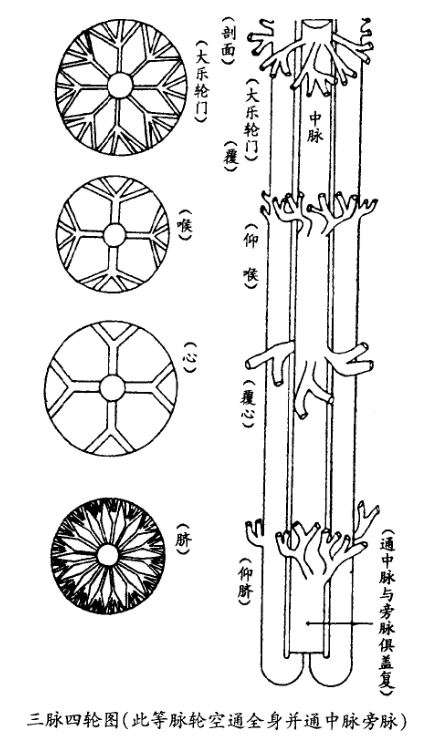 (剖面)
(大乐轮门)
(大乐轮门)
(覆)
中脉
(喉)
(仰 喉)
(心)
(覆心)
(脐)
(仰脐)
(通中脉与旁脉俱盖复)
三脉四轮图(此等脉轮空通全身并通中脉旁脉)